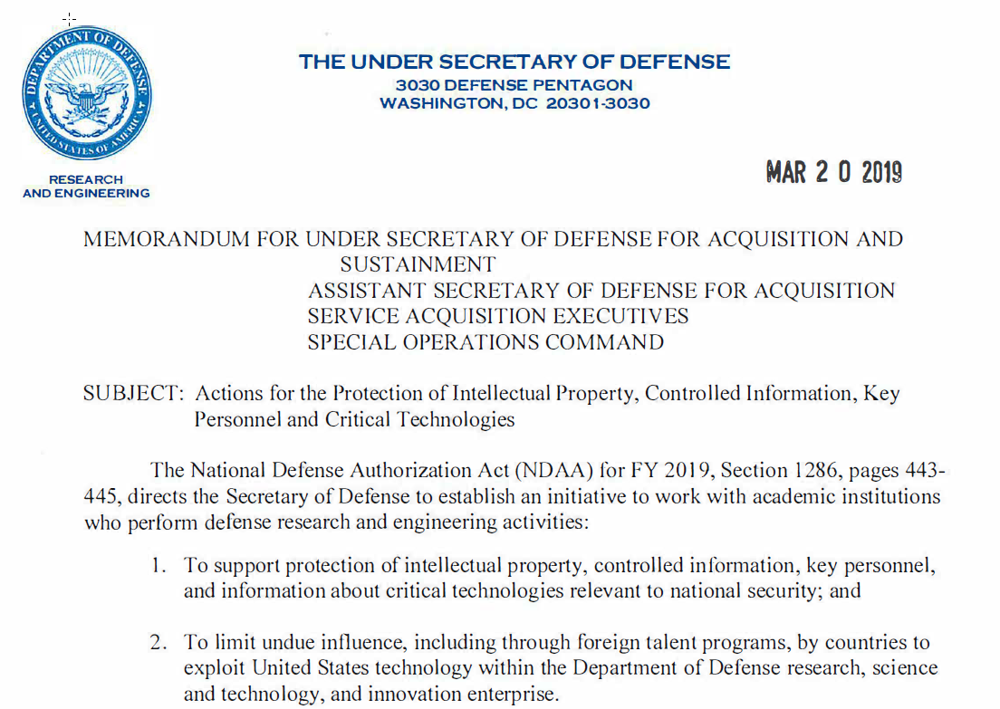 DEPARTMENT OF DEFENSE
UNITED STATES OF AMERICA
RESEARCH
AND ENGINEERING
THE UNDER SECRETARY OF DEFENSE
3030 DEFENSE PENTAGON
WASHINGTON, DC 20301-3030
MAR 20 2019
MEMORANDUM FOR UNDER SECRETARY OF DEFENSE FOR ACQUISITION AND
SUSTAINMENT
ASSISTANT SECRETARY OF DEFENSE FOR ACQUISITION
SERVICE ACQUISITION EXECUTIVES
SPECIAL OPERATIONS COMMAND
SUBJECT: Actions for the Protection of Intellectual Property, Controlled Information, Key
Personnel and Critical Technologies
The National Defense Authorization Act (NDAA) for FY 2019, Section 1286, pages 443-
445, directs the Secretary of Defense to establish an initiative to work with academic institutions
who perform defense research and engineering activities:
1. To support protection of intellectual property, controlled information, key personnel,
and information about critical technologies relevant to national security; and
2. To limit undue influence, including through foreign talent programs, by countries to
exploit United States technology within the Department of Defense research, science
and technology, and innovation enterprise.